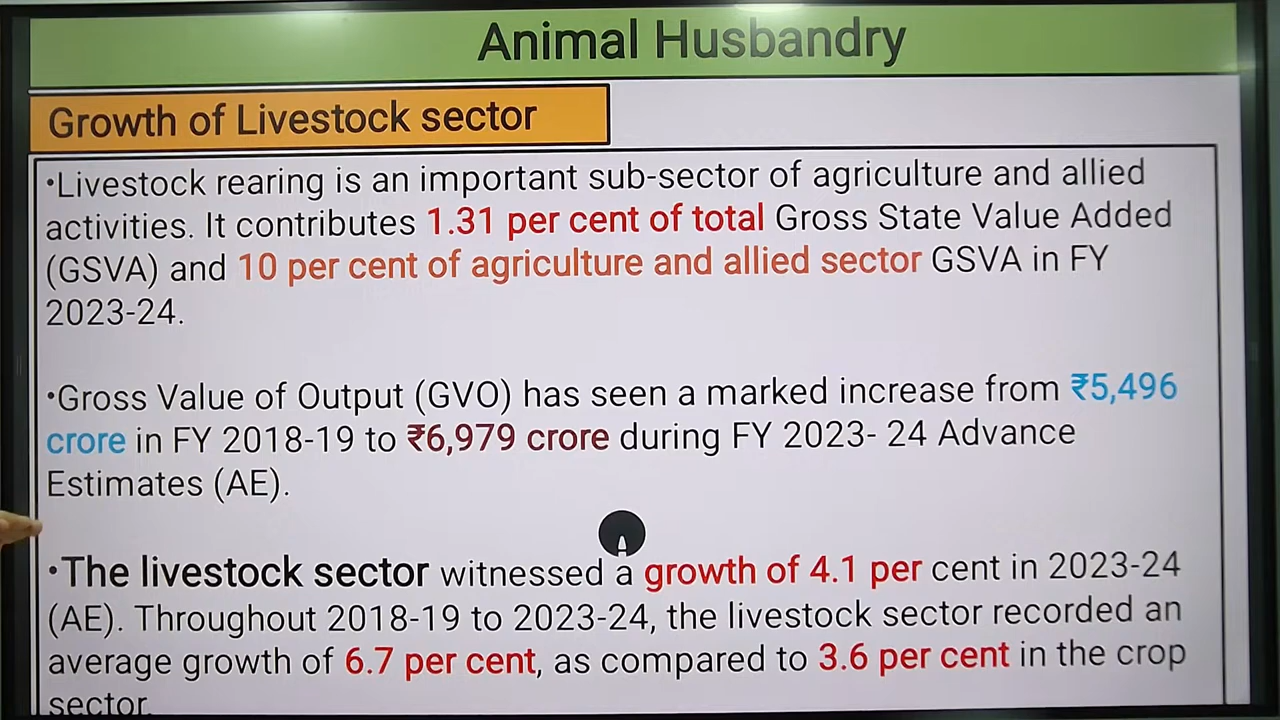 Animal Husbandry
Growth of Livestock sector
•Livestock rearing is an important sub-sector of agriculture and allied
activities. It contributes 1.31 per cent of total Gross State Value Added
(GSVA) and 10 per cent of agriculture and allied sector GSVA in FY
2023-24.
•Gross Value of Output (GVO) has seen a marked increase from ₹5,496
crore in FY 2018-19 to ₹6,979 crore during FY 2023- 24 Advance
Estimates (AE).
•The livestock sector witnessed a growth of 4.1 per cent in 2023-24
(AE). Throughout 2018-19 to 2023-24, the livestock sector recorded an
average growth of 6.7 per cent, as compared to 3.6 per cent in the crop
sector.